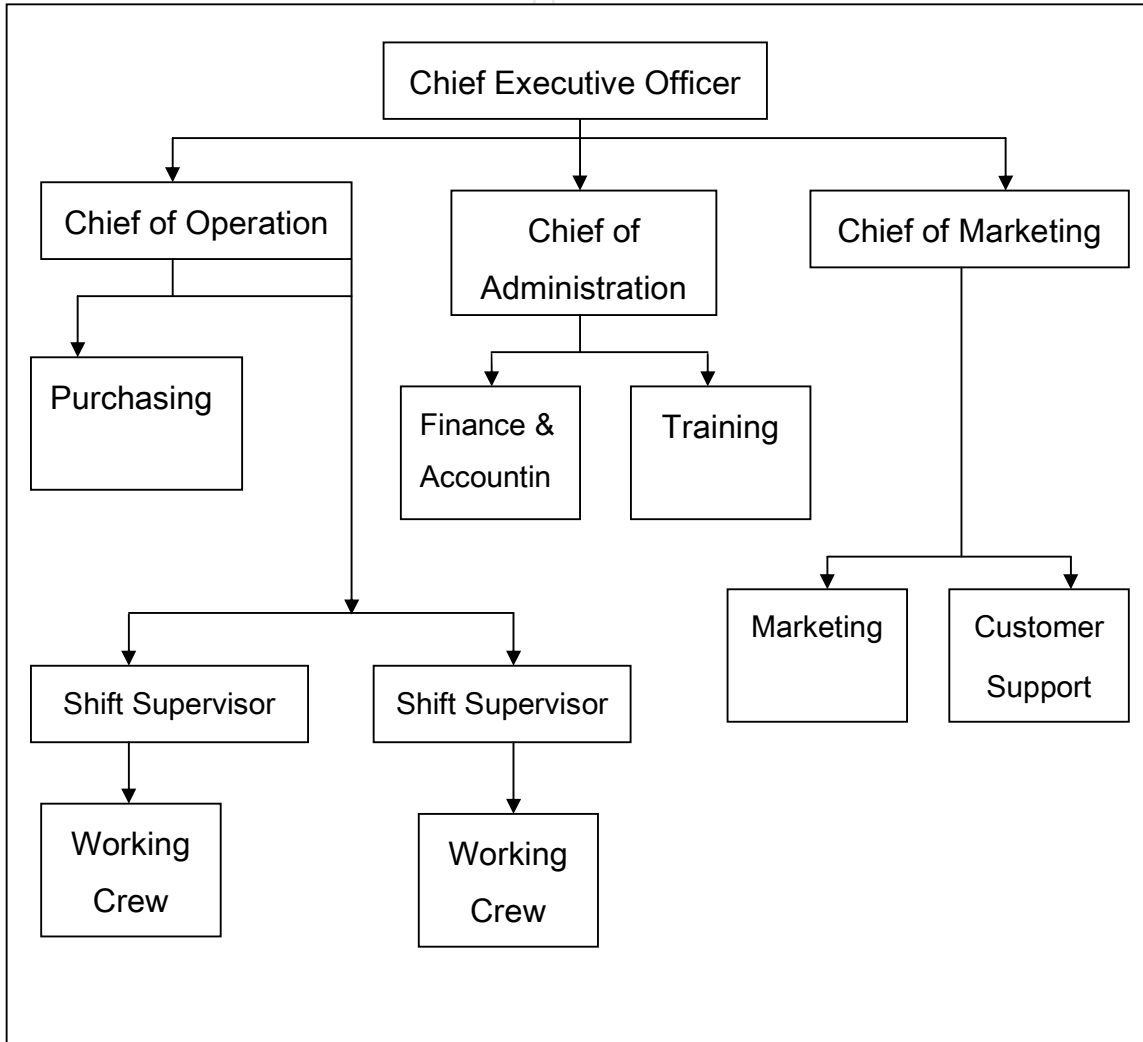 Chief Executive Officer
Chief of Operation
Chief of
Administration
Chief of Marketing
Purchasing
Finance &
Accountin
Training
Marketing
Customer
Support
Shift Supervisor
Shift Supervisor
Working
Crew
Working
Crew